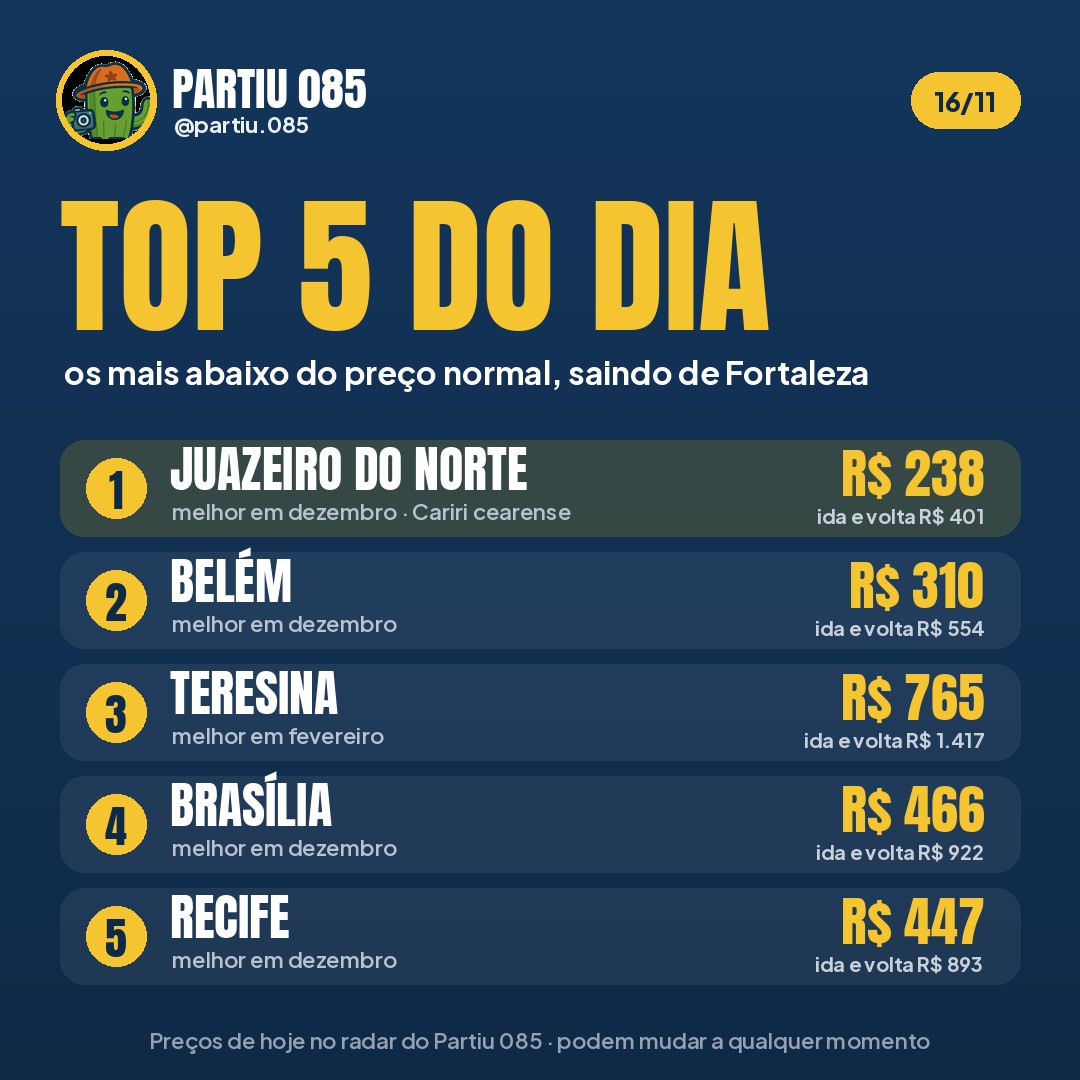 PARTIU 085
@partiu.085
16/11
TOP 5 DO DIA
os mais abaixo do preço normal, saindo de Fortaleza
1
JUAZEIRO DO NORTE
melhor em dezembro · Cariri cearense
R$ 238
ida e volta R$ 401
2
BELÉM
melhor em dezembro
R$ 310
ida e volta R$ 554
3
TERESINA
melhor em fevereiro
R$ 765
ida e volta R$ 1.417
4
BRASÍLIA
melhor em dezembro
R$ 466
ida e volta R$ 922
5
RECIFE
melhor em dezembro
R$ 447
ida e volta R$ 893
Preços de hoje no radar do Partiu 085 · podem mudar a qualquer momento